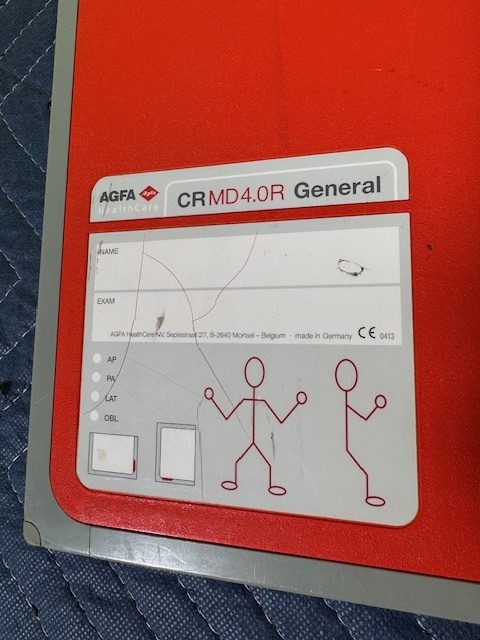 AGFA Agfa
HealthCare
CR MD4.0R General
NAME
EXAM
AGFA HealthCare NV, Septestraat 27, B-2640 Mortsel – Belgium · made in Germany CE 0413
AP
PA
LAT
OBL